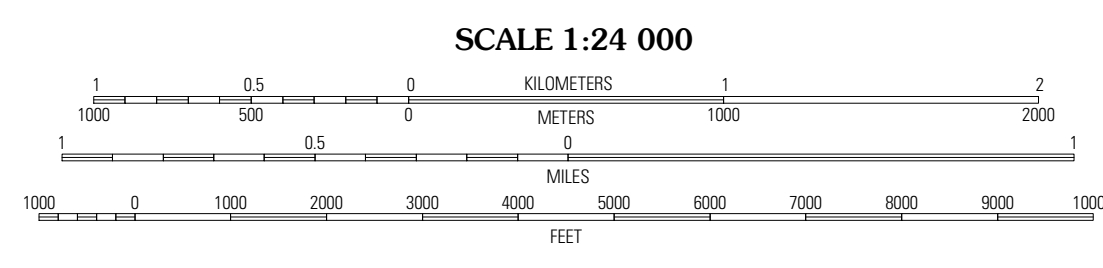 SCALE 1:24 000
1 0.5 0 KILOMETERS 1 2
1000 500 0 METERS 1000 2000
1 0.5 0 1
MILES
1000 0 1000 2000 3000 4000 5000 6000 7000 8000 9000 1000
FEET